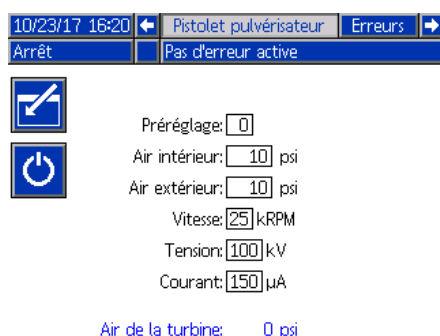 10/23/17 16:20 Pistolet pulvérisateur Erreurs
Arrêt Pas d'erreur active
Préréglage: 0
Air intérieur: 10 psi
Air extérieur: 10 psi
Vitesse: 25 kRPM
Tension: 100 kV
Courant: 150 µA
Air de la turbine: 0 psi